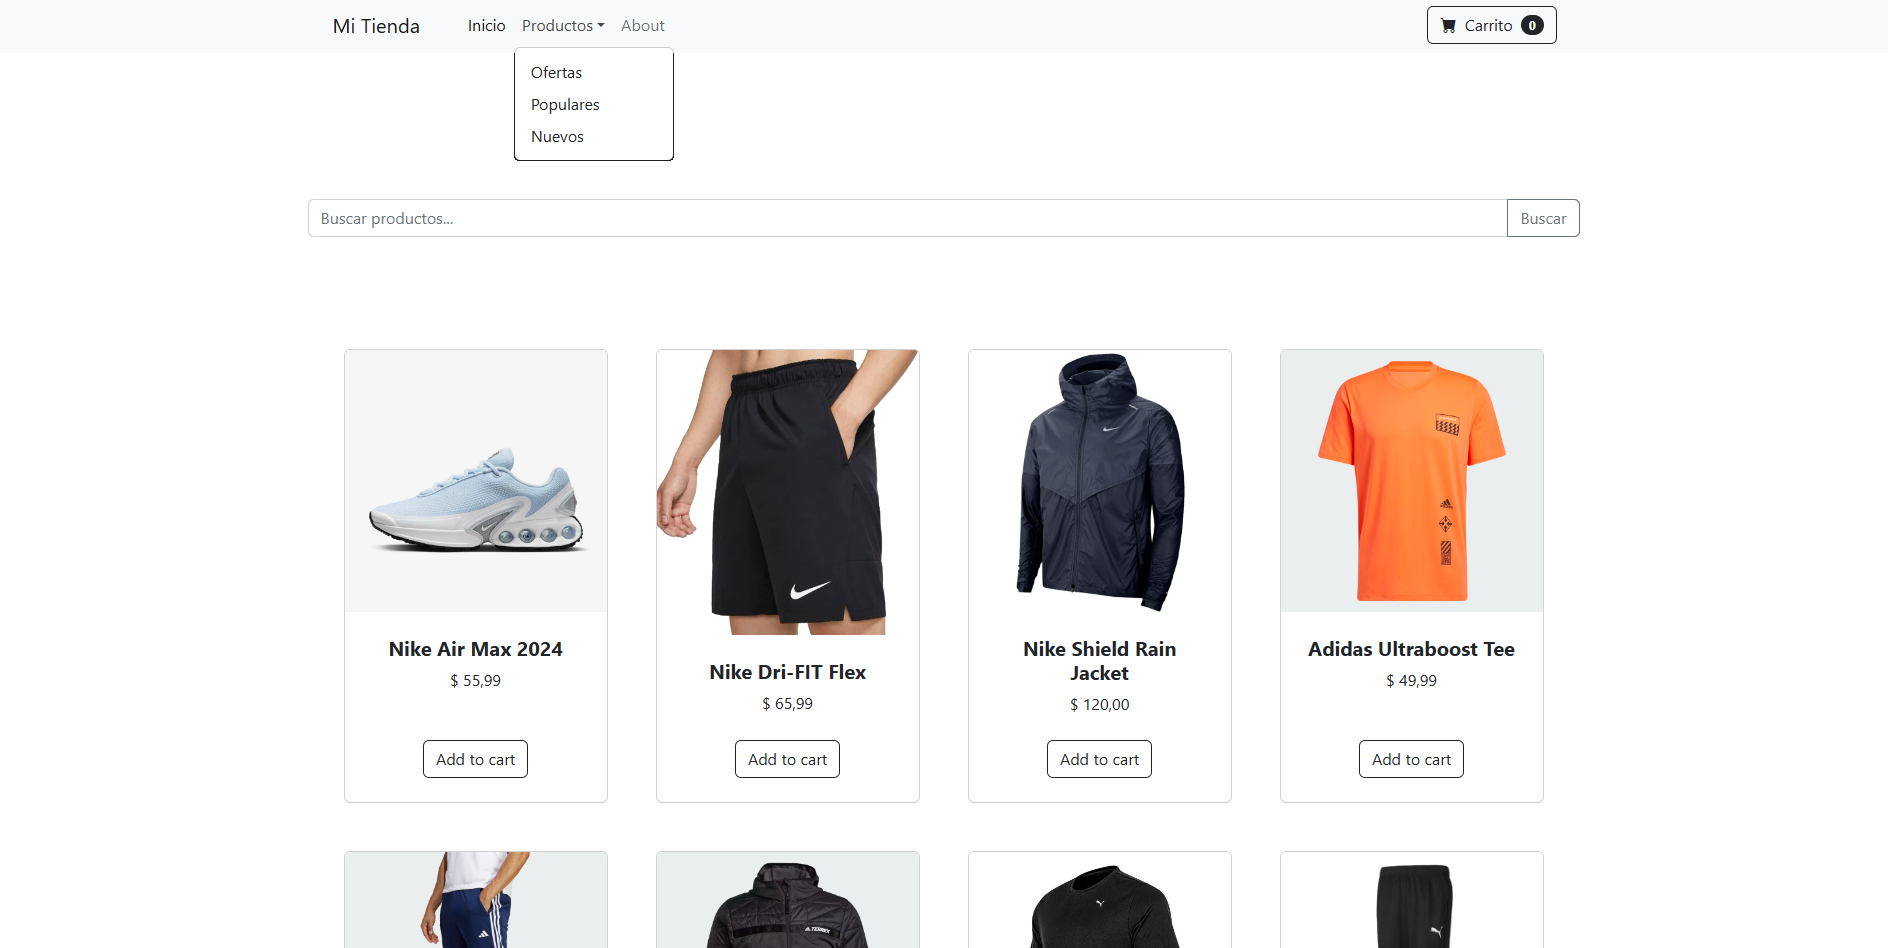 Mi Tienda
Inicio
Productos
About
Carrito 0
Ofertas
Populares
Nuevos
Buscar productos...
Buscar
Nike Air Max 2024
$ 55,99
Add to cart
Nike Dri-FIT Flex
$ 65,99
Add to cart
Nike Shield Rain
Jacket
$ 120,00
Add to cart
Adidas Ultraboost Tee
$ 49,99
Add to cart
TERREX